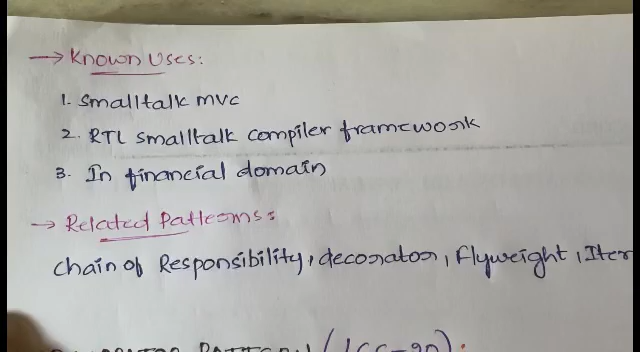 → Known Uses:
1. Smalltalk mvc
2. RTL smalltalk compiler framework
3. In financial domain
→ Related Patterns:
Chain of Responsibility, decorator, Flyweight, Iter